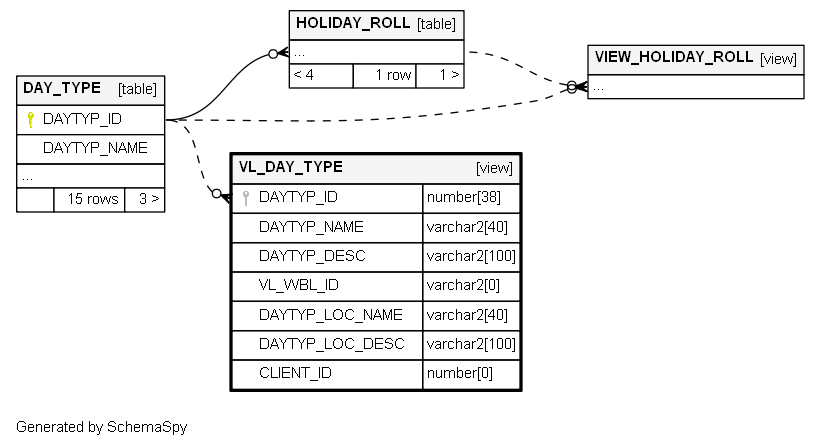 HOLIDAY_ROLL [table]
...
< 4 1 row 1 >
VIEW_HOLIDAY_ROLL [view]
...
DAY_TYPE [table]
DAYTYP_ID
DAYTYP_NAME
...
15 rows 3 >
VL_DAY_TYPE [view]
DAYTYP_ID number[38]
DAYTYP_NAME varchar2[40]
DAYTYP_DESC varchar2[100]
VL_WBL_ID varchar2[0]
DAYTYP_LOC_NAME varchar2[40]
DAYTYP_LOC_DESC varchar2[100]
CLIENT_ID number[0]
Generated by SchemaSpy